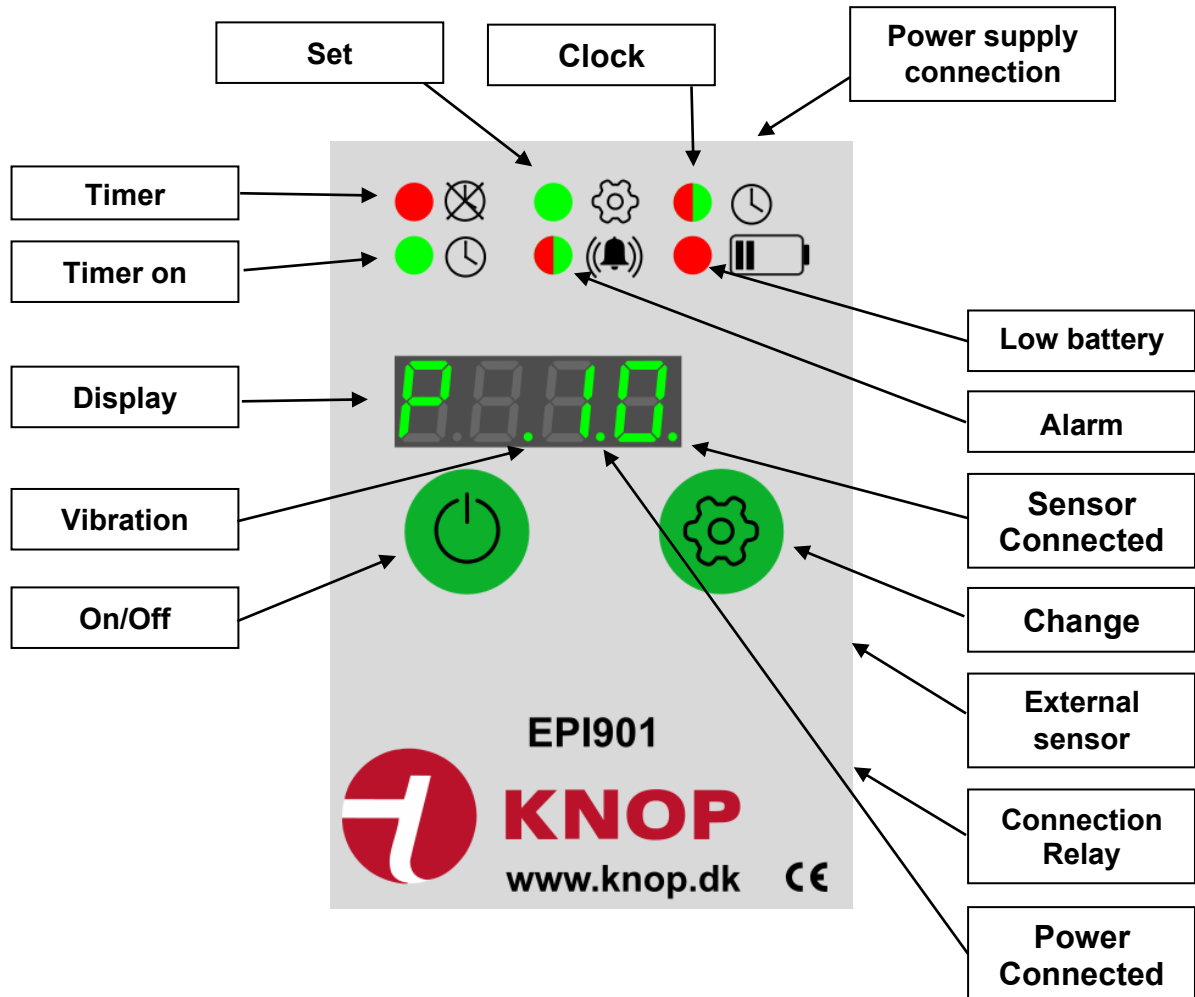 Set
Clock
Power supply
connection
Timer
Timer on
Display
P .1.0.
Vibration
On/Off
Low battery
Alarm
Sensor
Connected
Change
External
sensor
Connection
Relay
Power
Connected
EPI901
KNOP
www.knop.dk CE